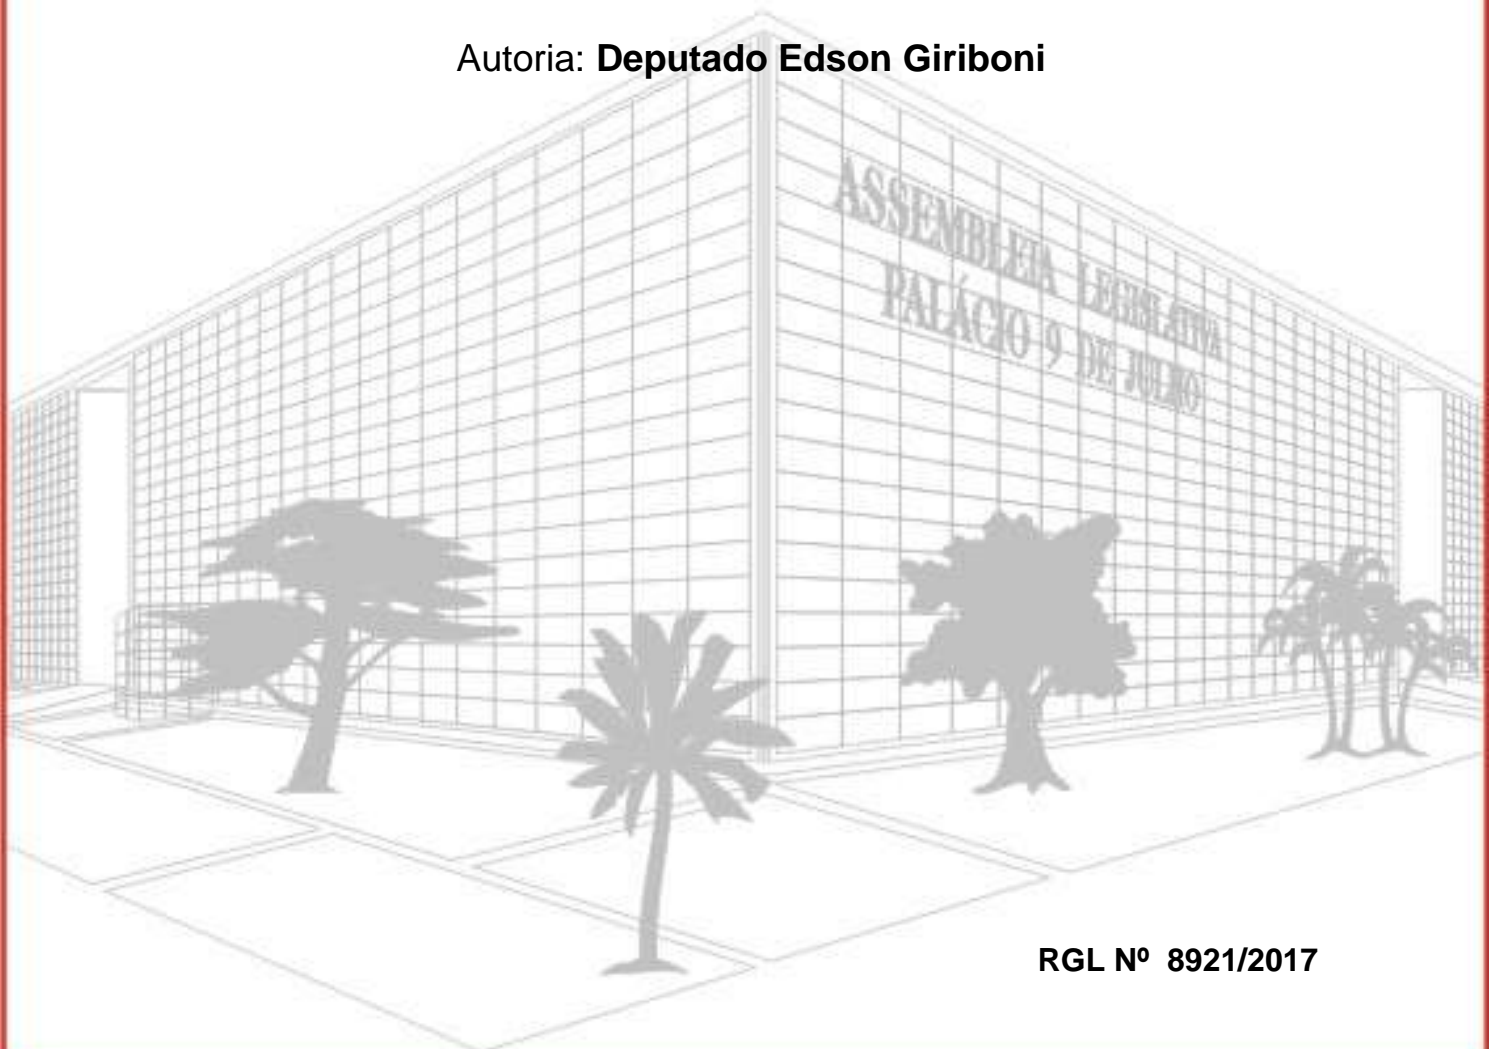 Autoria: Deputado Edson Giriboni
ASSEMBLEIA LEGISLATIVA
PALÁCIO 9 DE JULHO
RGL Nº 8921/2017